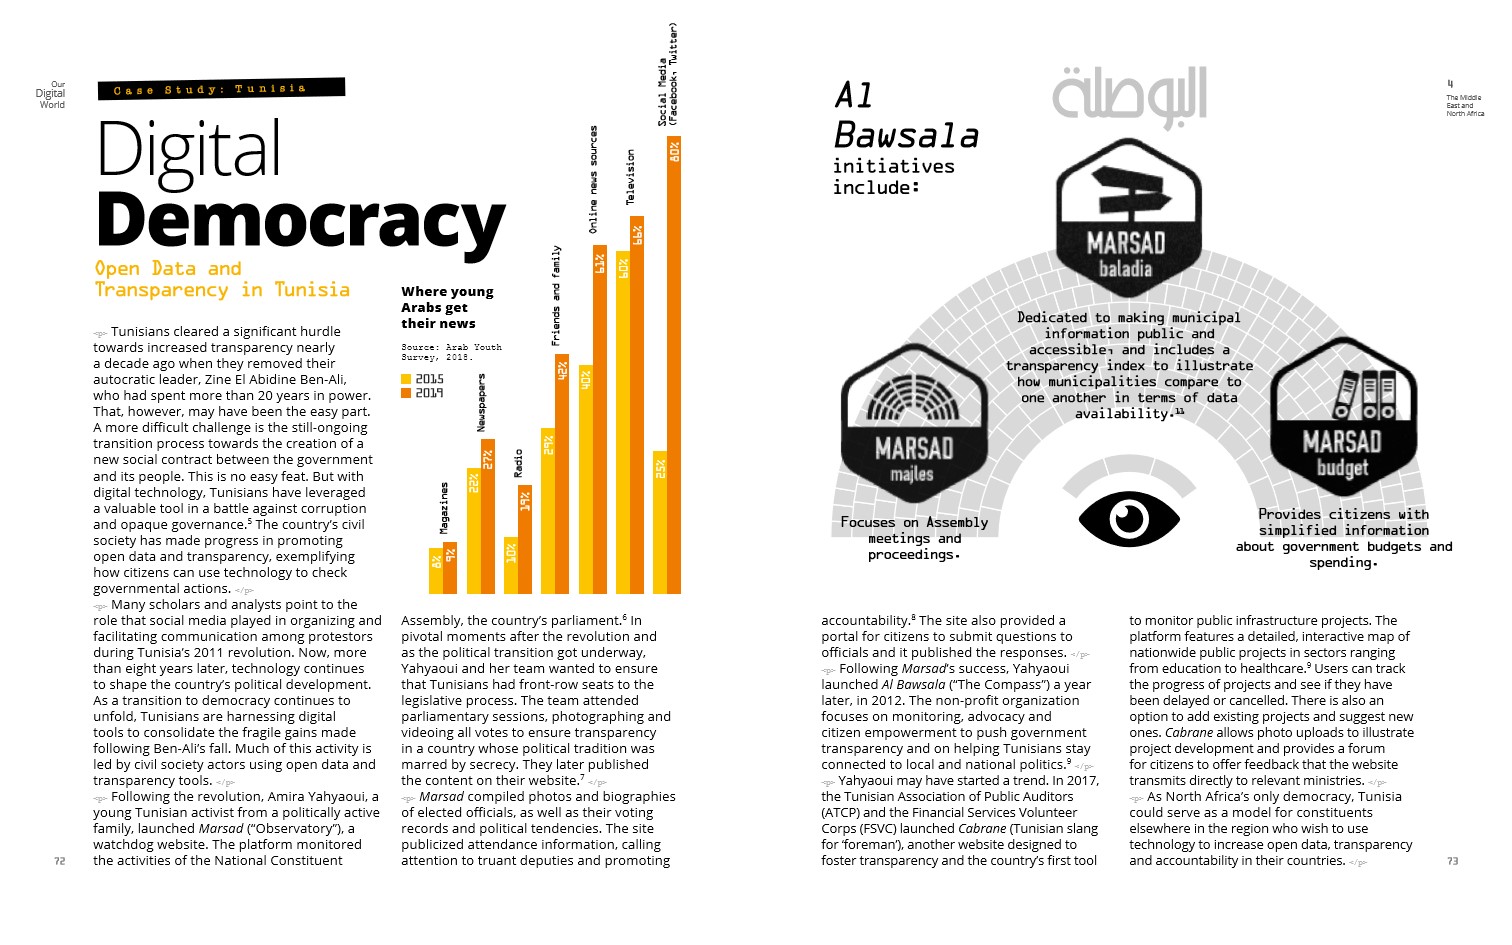 Our
Digital
World
Case Study: Tunisia
Digital
Democracy
Open Data and
Transparency in Tunisia
<p> Tunisians cleared a significant hurdle
towards increased transparency nearly
a decade ago when they removed their
autocratic leader, Zine El Abidine Ben-Ali,
who had spent more than 20 years in power.
That, however, may have been the easy part.
A more difficult challenge is the still-ongoing
transition process towards the creation of a
new social contract between the government
and its people. This is no easy feat. But with
digital technology, Tunisians have leveraged
a valuable tool in a battle against corruption
and opaque governance.⁵ The country's civil
society has made progress in promoting
open data and transparency, exemplifying
how citizens can use technology to check
governmental actions. </p>
<p> Many scholars and analysts point to the
role that social media played in organizing and
facilitating communication among protestors
during Tunisia's 2011 revolution. Now, more
than eight years later, technology continues
to shape the country's political development.
As a transition to democracy continues to
unfold, Tunisians are harnessing digital
tools to consolidate the fragile gains made
following Ben-Ali's fall. Much of this activity is
led by civil society actors using open data and
transparency tools. </p>
<p> Following the revolution, Amira Yahyaoui, a
young Tunisian activist from a politically active
family, launched Marsad ("Observatory"), a
watchdog website. The platform monitored
the activities of the National Constituent
72
Where young
Arabs get
their news
Source: Arab Youth
Survey, 2018.
2015
2019
Magazines
8%
9%
Newspapers
22%
27%
Radio
10%
19%
Friends and family
29%
42%
Online news sources
40%
61%
Television
60%
66%
Social Media
(Facebook, Twitter)
25%
80%
Assembly, the country's parliament.⁶ In
pivotal moments after the revolution and
as the political transition got underway,
Yahyaoui and her team wanted to ensure
that Tunisians had front-row seats to the
legislative process. The team attended
parliamentary sessions, photographing and
videoing all votes to ensure transparency
in a country whose political tradition was
marred by secrecy. They later published
the content on their website.⁷ </p>
<p> Marsad compiled photos and biographies
of elected officials, as well as their voting
records and political tendencies. The site
publicized attendance information, calling
attention to truant deputies and promoting
Al
Bawsala
initiatives
include:
البوصلة
4
The Middle
East and
North Africa
MARSAD
baladia
Dedicated to making municipal
information public and
accessible, and includes a
transparency index to illustrate
how municipalities compare to
one another in terms of data
availability.¹¹
MARSAD
majles
Focuses on Assembly
meetings and
proceedings.
MARSAD
budget
Provides citizens with
simplified information
about government budgets and
spending.
accountability.⁸ The site also provided a
portal for citizens to submit questions to
officials and it published the responses. </p>
<p> Following Marsad's success, Yahyaoui
launched Al Bawsala ("The Compass") a year
later, in 2012. The non-profit organization
focuses on monitoring, advocacy and
citizen empowerment to push government
transparency and on helping Tunisians stay
connected to local and national politics.⁹ </p>
<p> Yahyaoui may have started a trend. In 2017,
the Tunisian Association of Public Auditors
(ATCP) and the Financial Services Volunteer
Corps (FSVC) launched Cabrane (Tunisian slang
for 'foreman'), another website designed to
foster transparency and the country's first tool
to monitor public infrastructure projects. The
platform features a detailed, interactive map of
nationwide public projects in sectors ranging
from education to healthcare.⁹ Users can track
the progress of projects and see if they have
been delayed or cancelled. There is also an
option to add existing projects and suggest new
ones. Cabrane allows photo uploads to illustrate
project development and provides a forum
for citizens to offer feedback that the website
transmits directly to relevant ministries. </p>
<p> As North Africa's only democracy, Tunisia
could serve as a model for constituents
elsewhere in the region who wish to use
technology to increase open data, transparency
and accountability in their countries. </p>
73